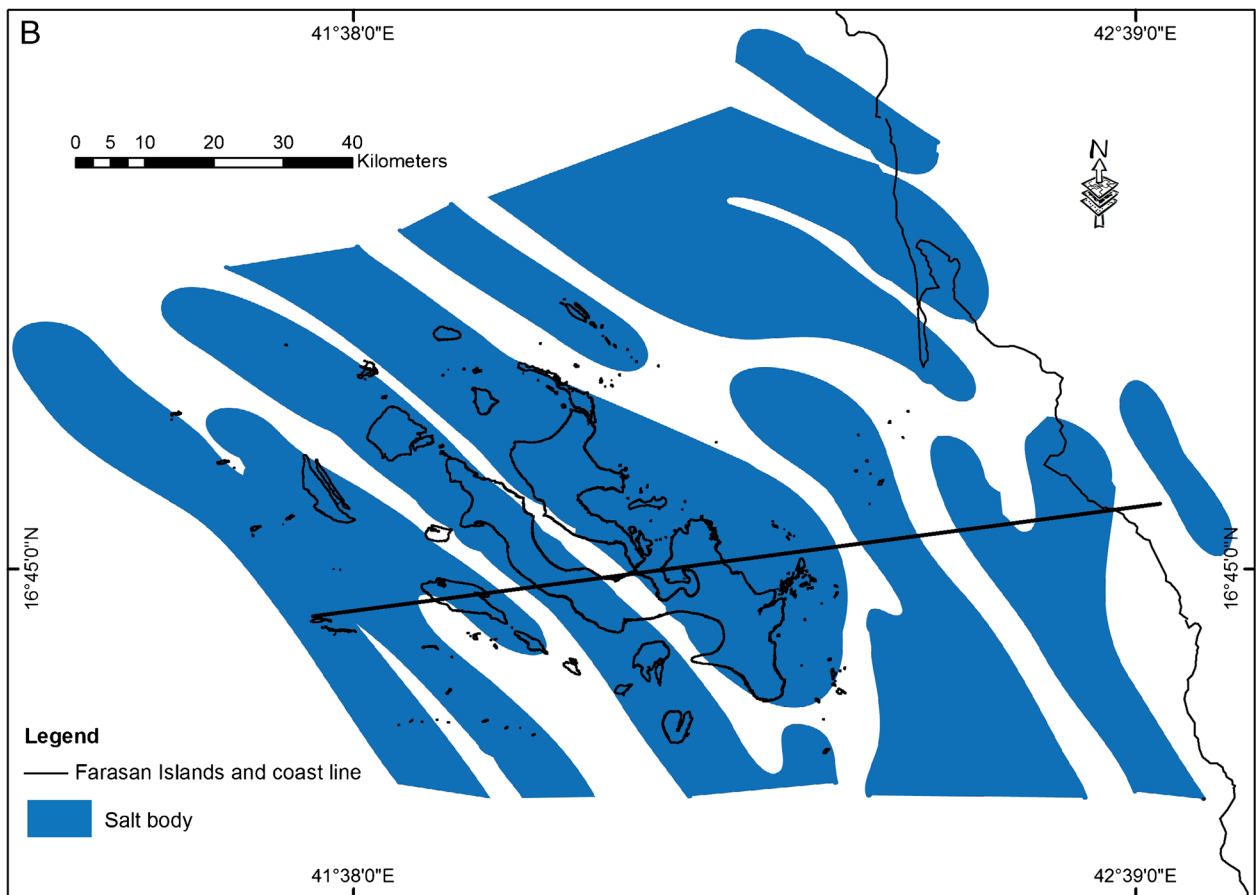 B
41°38'0"E 42°39'0"E
N
0 5 10 20 30 40
Kilometers
16°45'0"N 16°45'0"N
Legend
Farasan Islands and coast line
Salt body
41°38'0"E 42°39'0"E